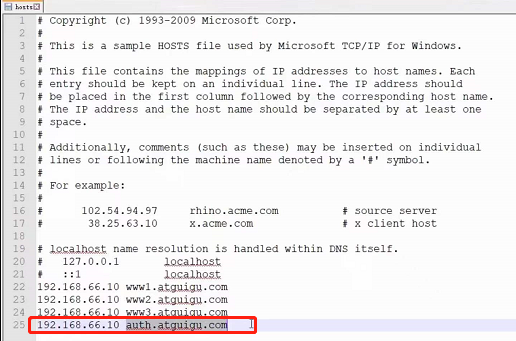 hosts
1 # Copyright (c) 1993-2009 Microsoft Corp.
2 #
3 # This is a sample HOSTS file used by Microsoft TCP/IP for Windows.
4 #
5 # This file contains the mappings of IP addresses to host names. Each
6 # entry should be kept on an individual line. The IP address should
7 # be placed in the first column followed by the corresponding host name.
8 # The IP address and the host name should be separated by at least one
9 # space.
10 #
11 # Additionally, comments (such as these) may be inserted on individual
12 # lines or following the machine name denoted by a '#' symbol.
13 #
14 # For example:
15 #
16 #      102.54.94.97     rhino.acme.com          # source server
17 #       38.25.63.10     x.acme.com              # x client host
18
19 # localhost name resolution is handled within DNS itself.
20 #   127.0.0.1       localhost
21 #   ::1             localhost
22 192.168.66.10 www1.atguigu.com
23 192.168.66.10 www2.atguigu.com
24 192.168.66.10 www3.atguigu.com
25 192.168.66.10 auth.atguigu.com